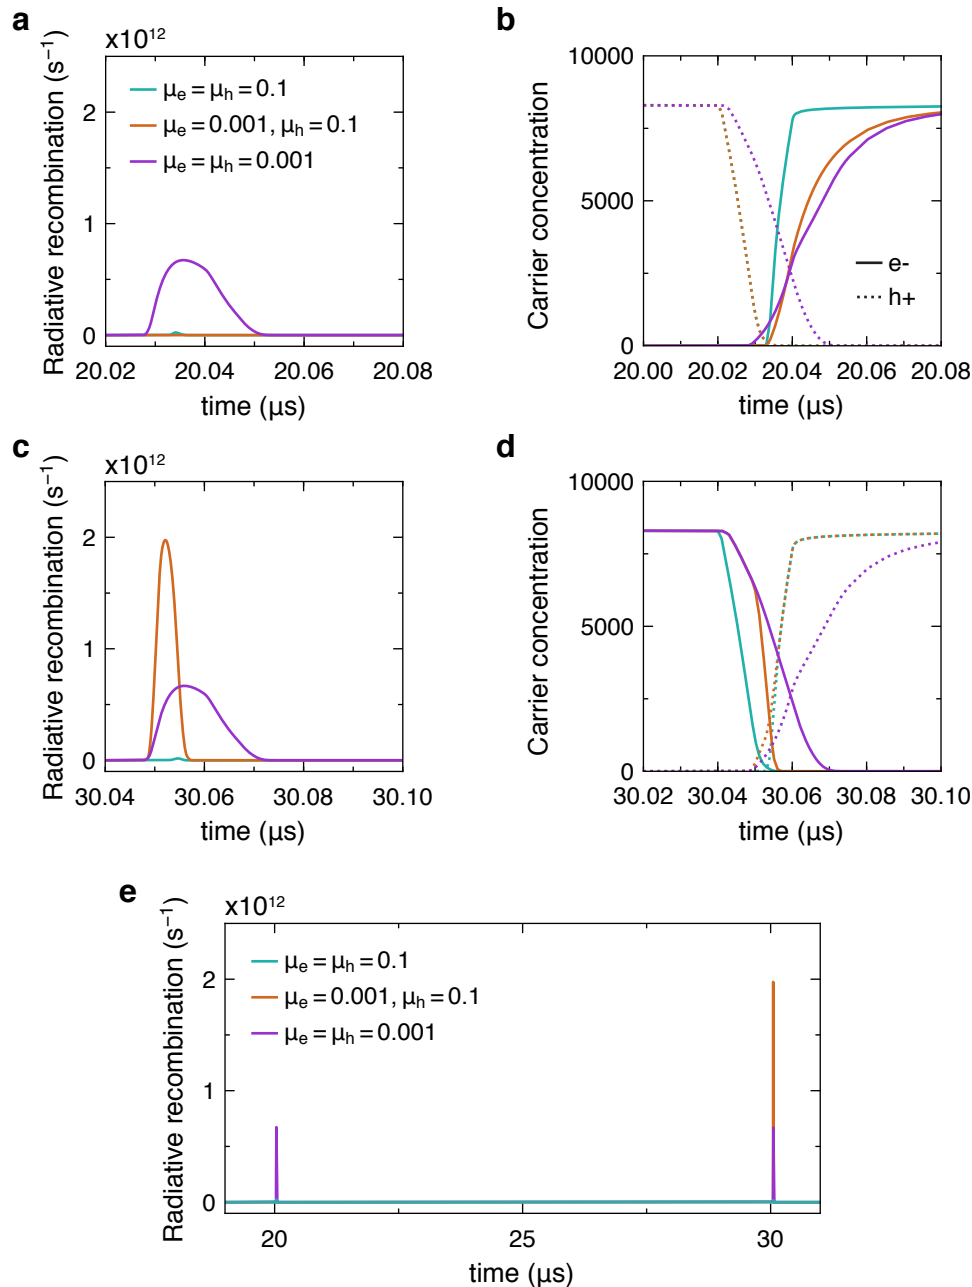 a
x10¹²
Radiative recombination (s⁻¹)
2
1
0
μe = μh = 0.1
μe = 0.001, μh = 0.1
μe = μh = 0.001
20.02 20.04 20.06 20.08
time (μs)
b
Carrier concentration
10000
5000
0
e-
h+
20.00 20.02 20.04 20.06 20.08
time (μs)
c
x10¹²
Radiative recombination (s⁻¹)
2
1
0
30.04 30.06 30.08 30.10
time (μs)
d
Carrier concentration
10000
5000
0
30.02 30.04 30.06 30.08 30.10
time (μs)
e
x10¹²
Radiative recombination (s⁻¹)
2
1
0
μe = μh = 0.1
μe = 0.001, μh = 0.1
μe = μh = 0.001
20 25 30
time (μs)